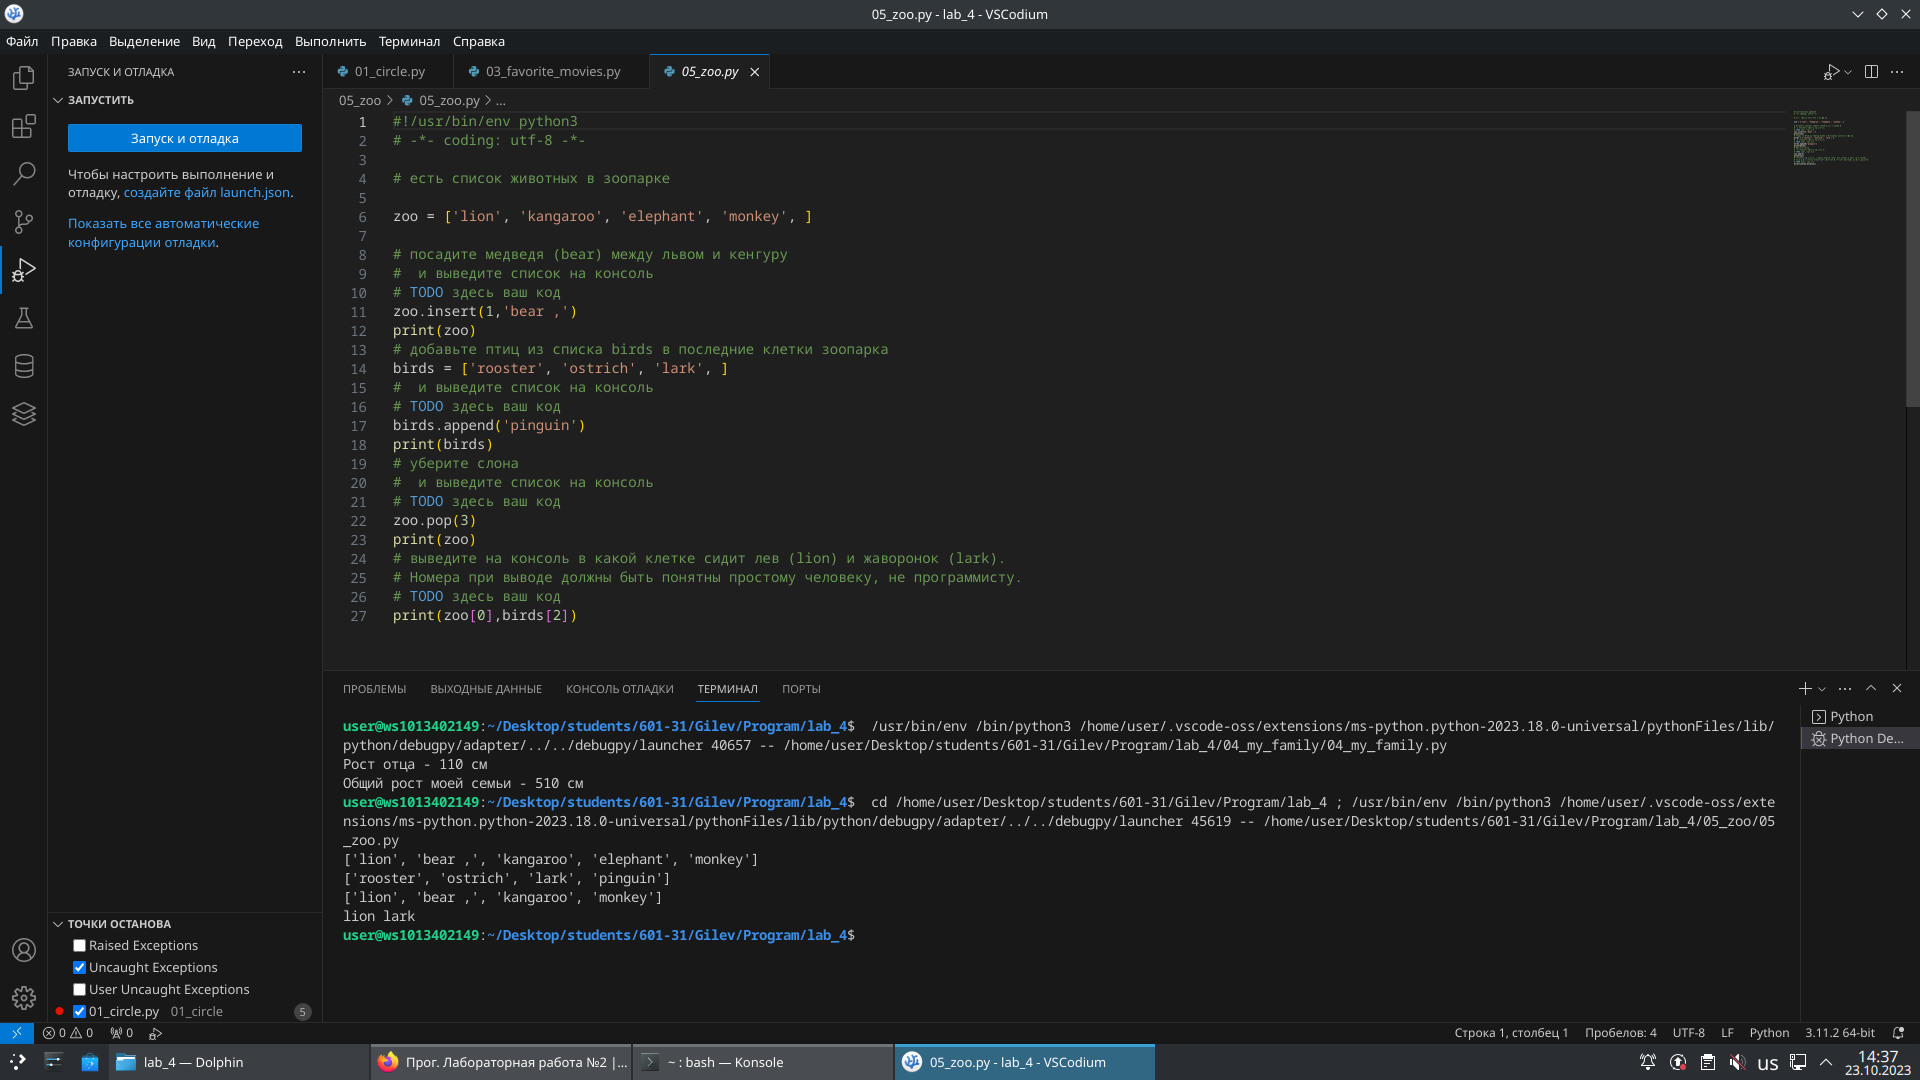 05_zoo.py - lab_4 - VSCodium
Файл Правка Выделение Вид Переход Выполнить Терминал Справка
ЗАПУСК И ОТЛАДКА
ЗАПУСТИТЬ
Запуск и отладка
Чтобы настроить выполнение и
отладку, создайте файл launch.json.
Показать все автоматические
конфигурации отладки.
01_circle.py 03_favorite_movies.py 05_zoo.py
05_zoo > 05_zoo.py > ...
1 #!/usr/bin/env python3
2 # -*- coding: utf-8 -*-
3
4 # есть список животных в зоопарке
5
6 zoo = ['lion', 'kangaroo', 'elephant', 'monkey', ]
7
8 # посадите медведя (bear) между львом и кенгуру
9 #  и выведите список на консоль
10 # TODO здесь ваш код
11 zoo.insert(1,'bear ,')
12 print(zoo)
13 # добавьте птиц из списка birds в последние клетки зоопарка
14 birds = ['rooster', 'ostrich', 'lark', ]
15 #  и выведите список на консоль
16 # TODO здесь ваш код
17 birds.append('pinguin')
18 print(birds)
19 # уберите слона
20 #  и выведите список на консоль
21 # TODO здесь ваш код
22 zoo.pop(3)
23 print(zoo)
24 # выведите на консоль в какой клетке сидит лев (lion) и жаворонок (lark).
25 # Номера при выводе должны быть понятны простому человеку, не программисту.
26 # TODO здесь ваш код
27 print(zoo[0],birds[2])
ПРОБЛЕМЫ ВЫХОДНЫЕ ДАННЫЕ КОНСОЛЬ ОТЛАДКИ ТЕРМИНАЛ ПОРТЫ
user@ws1013402149:~/Desktop/students/601-31/Gilev/Program/lab_4$  /usr/bin/env /bin/python3 /home/user/.vscode-oss/extensions/ms-python.python-2023.18.0-universal/pythonFiles/lib/
python/debugpy/adapter/../../debugpy/launcher 40657 -- /home/user/Desktop/students/601-31/Gilev/Program/lab_4/04_my_family/04_my_family.py
Рост отца - 110 см
Общий рост моей семьи - 510 см
user@ws1013402149:~/Desktop/students/601-31/Gilev/Program/lab_4$  cd /home/user/Desktop/students/601-31/Gilev/Program/lab_4 ; /usr/bin/env /bin/python3 /home/user/.vscode-oss/exte
nsions/ms-python.python-2023.18.0-universal/pythonFiles/lib/python/debugpy/adapter/../../debugpy/launcher 45619 -- /home/user/Desktop/students/601-31/Gilev/Program/lab_4/05_zoo/05
_zoo.py
['lion', 'bear ,', 'kangaroo', 'elephant', 'monkey']
['rooster', 'ostrich', 'lark', 'pinguin']
['lion', 'bear ,', 'kangaroo', 'monkey']
lion lark
user@ws1013402149:~/Desktop/students/601-31/Gilev/Program/lab_4$
Python
Python De...
ТОЧКИ ОСТАНОВА
Raised Exceptions
Uncaught Exceptions
User Uncaught Exceptions
01_circle.py 01_circle 5
0 0 0
Строка 1, столбец 1 Пробелов: 4 UTF-8 LF Python 3.11.2 64-bit
lab_4 — Dolphin
Прог. Лабораторная работа №2 |...
~ : bash — Konsole
05_zoo.py - lab_4 - VSCodium
us
14:37
23.10.2023